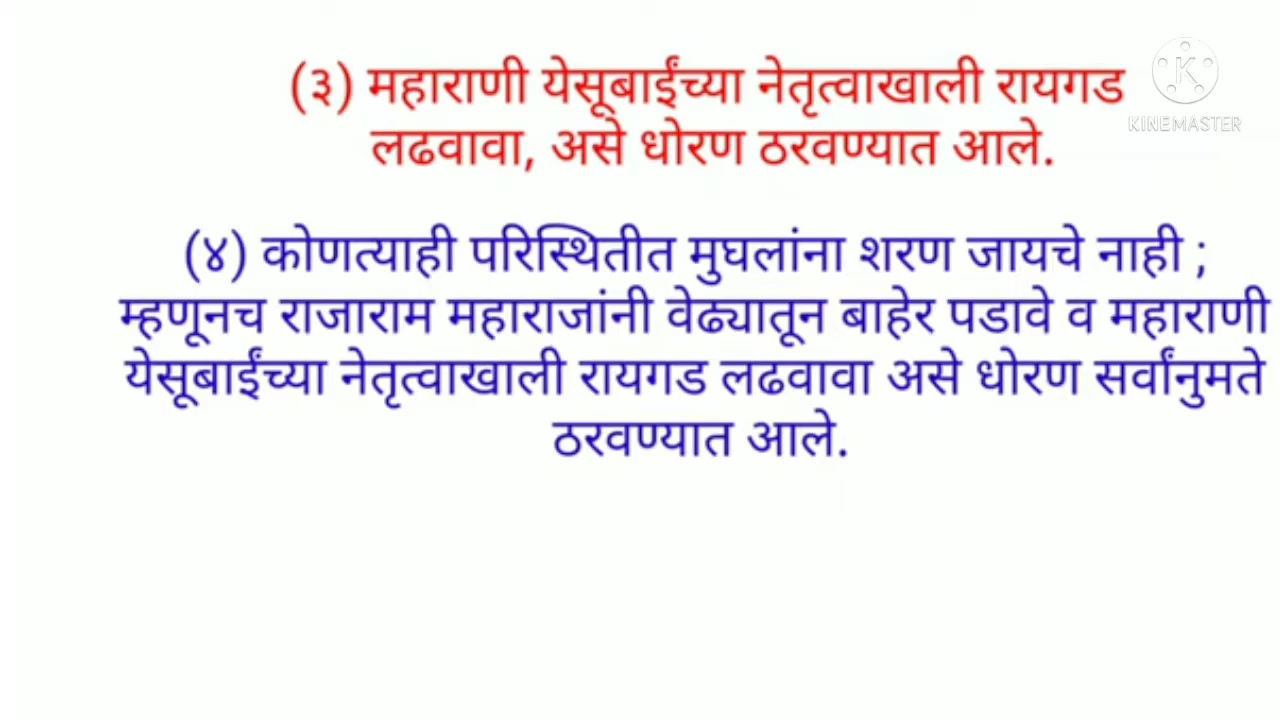 (३) महाराणी येसूबाईंच्या नेतृत्वाखाली रायगड
लढवावा, असे धोरण ठरवण्यात आले.
(४) कोणत्याही परिस्थितीत मुघलांना शरण जायचे नाही ;
म्हणूनच राजाराम महाराजांनी वेढ्यातून बाहेर पडावे व महाराणी
येसूबाईंच्या नेतृत्वाखाली रायगड लढवावा असे धोरण सर्वांनुमते
ठरवण्यात आले.
K
KINEMASTER